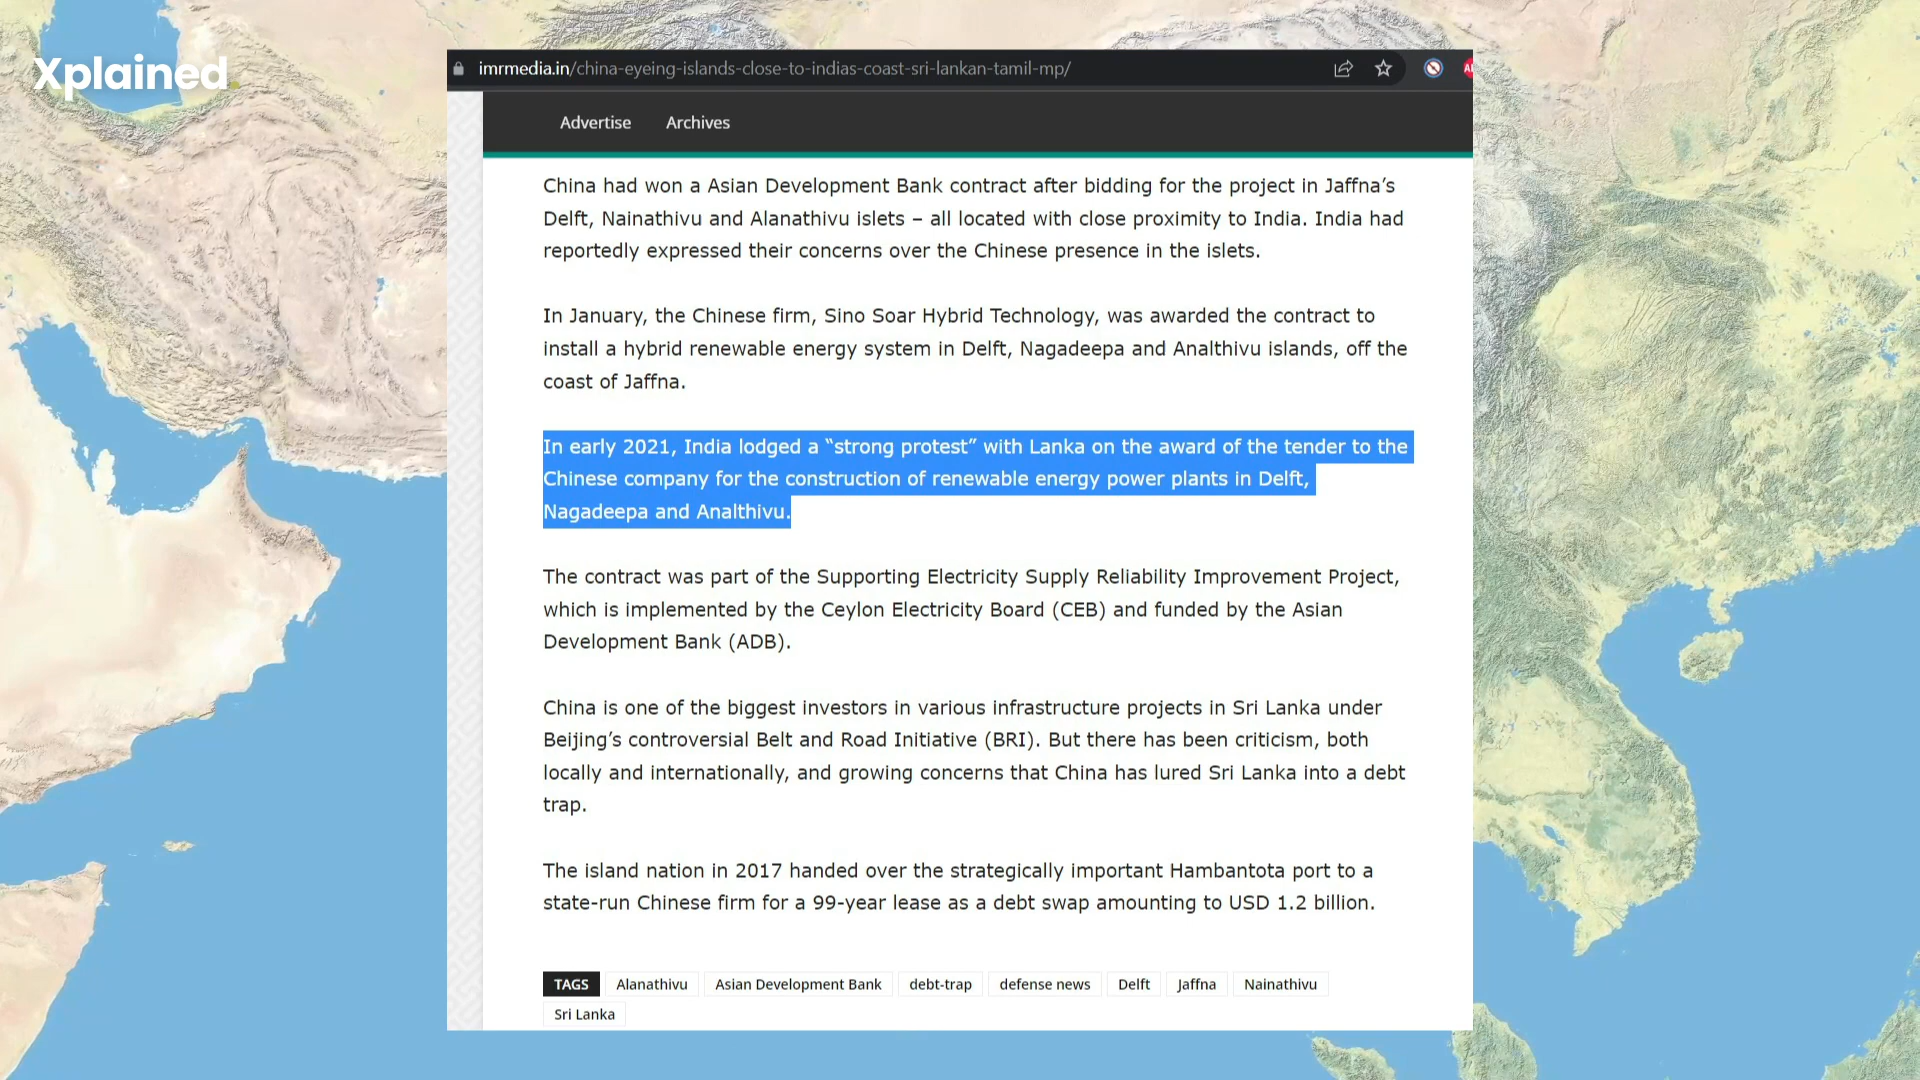 Xplained.
imrmedia.in/china-eyeing-islands-close-to-indias-coast-sri-lankan-tamil-mp/
Advertise Archives
China had won a Asian Development Bank contract after bidding for the project in Jaffna’s
Delft, Nainathivu and Alanathivu islets – all located with close proximity to India. India had
reportedly expressed their concerns over the Chinese presence in the islets.
In January, the Chinese firm, Sino Soar Hybrid Technology, was awarded the contract to
install a hybrid renewable energy system in Delft, Nagadeepa and Analthivu islands, off the
coast of Jaffna.
In early 2021, India lodged a “strong protest” with Lanka on the award of the tender to the
Chinese company for the construction of renewable energy power plants in Delft,
Nagadeepa and Analthivu.
The contract was part of the Supporting Electricity Supply Reliability Improvement Project,
which is implemented by the Ceylon Electricity Board (CEB) and funded by the Asian
Development Bank (ADB).
China is one of the biggest investors in various infrastructure projects in Sri Lanka under
Beijing’s controversial Belt and Road Initiative (BRI). But there has been criticism, both
locally and internationally, and growing concerns that China has lured Sri Lanka into a debt
trap.
The island nation in 2017 handed over the strategically important Hambantota port to a
state-run Chinese firm for a 99-year lease as a debt swap amounting to USD 1.2 billion.
TAGS Alanathivu Asian Development Bank debt-trap defense news Delft Jaffna Nainathivu
Sri Lanka